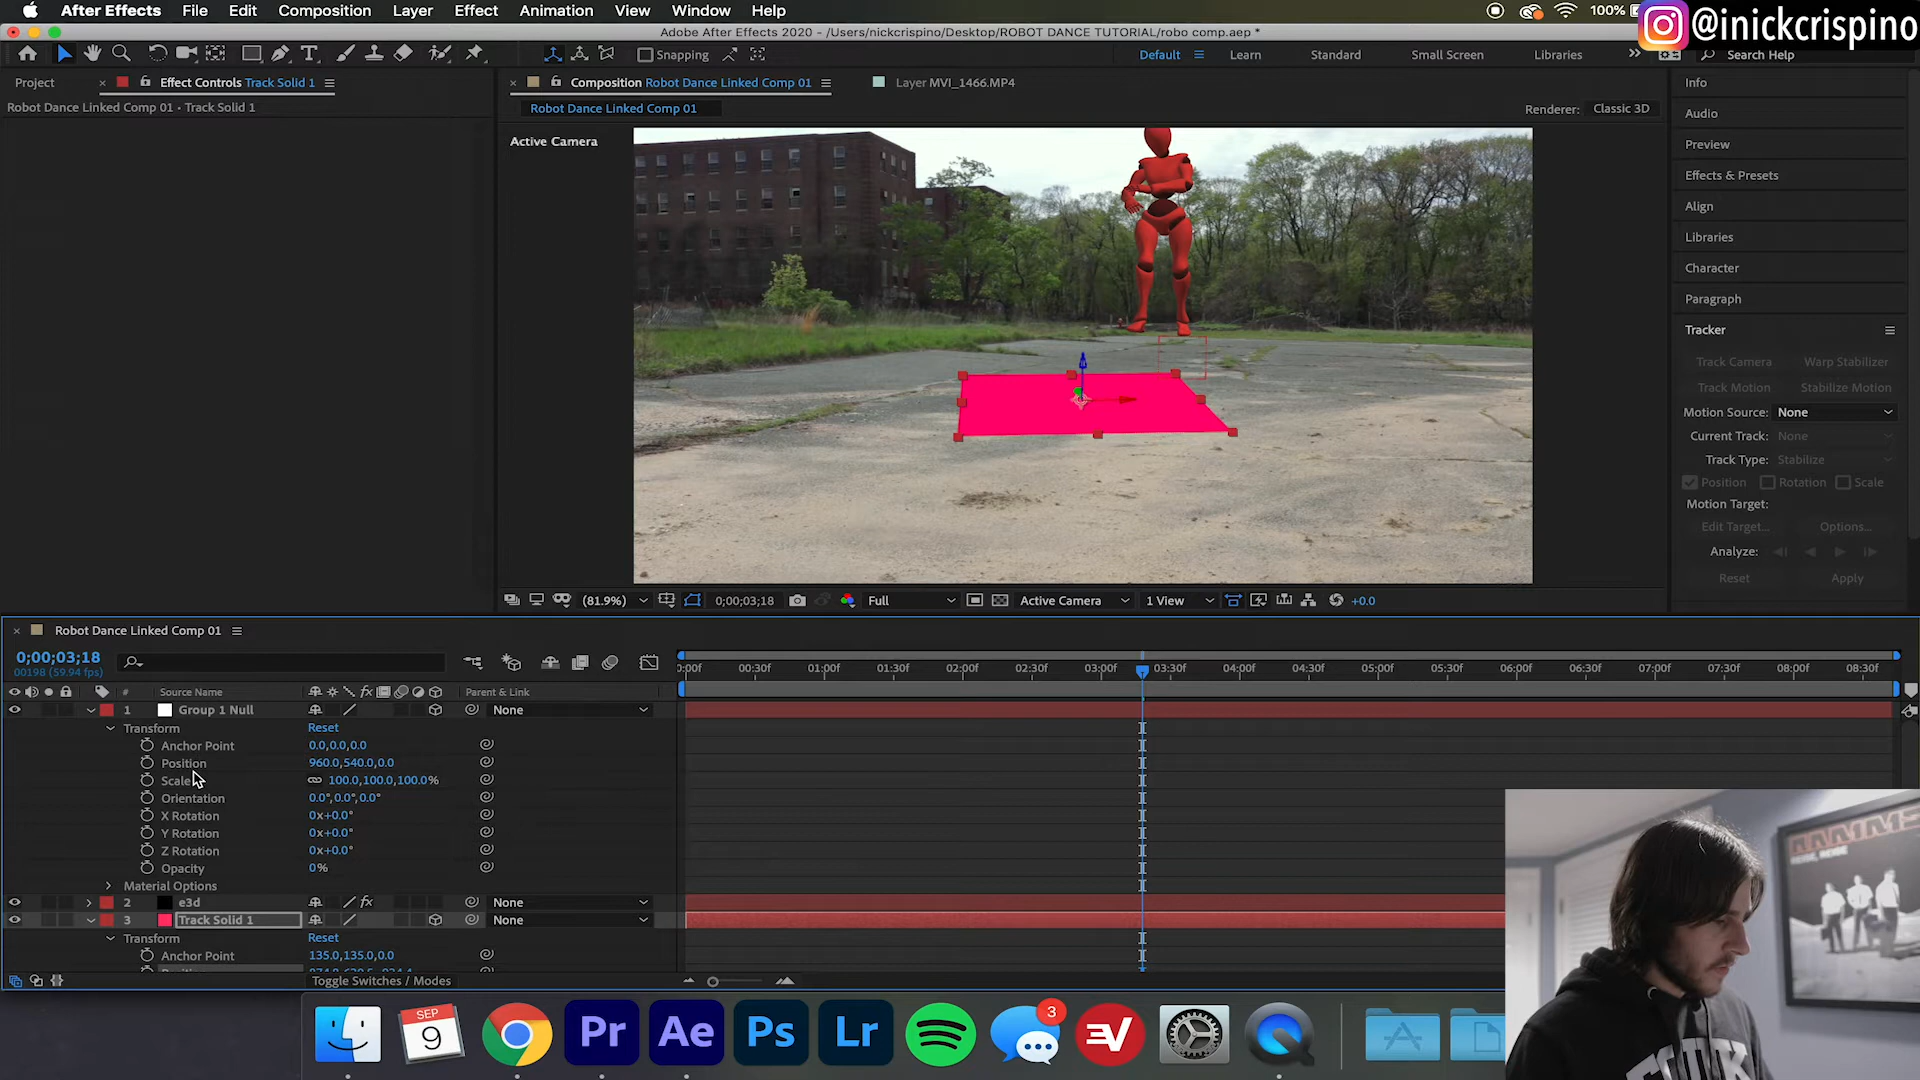 After Effects File Edit Composition Layer Effect Animation View Window Help 100%
@inickcrispino
Adobe After Effects 2020 - /Users/nickcrispino/Desktop/ROBOT DANCE TUTORIAL/robo comp.aep *
Snapping Default Learn Standard Small Screen Libraries Search Help
Project Effect Controls Track Solid 1 Composition Robot Dance Linked Comp 01 Layer MVI_1466.MP4 Info
Robot Dance Linked Comp 01 • Track Solid 1 Robot Dance Linked Comp 01 Renderer: Classic 3D
Active Camera
Audio
Preview
Effects & Presets
Align
Libraries
Character
Paragraph
Tracker
Track Camera Warp Stabilizer
Track Motion Stabilize Motion
Motion Source: None
Current Track: None
Track Type: Stabilize
Position Rotation Scale
Motion Target:
Edit Target... Options...
Analyze:
Reset Apply
(81.9%) 0;00;03;18 Full Active Camera 1 View +0.0
Robot Dance Linked Comp 01
0;00;03;18
00198 (59.94 fps)
0:00f 00:30f 01:00f 01:30f 02:00f 02:30f 03:00f 03:30f 04:00f 04:30f 05:00f 05:30f 06:00f 06:30f 07:00f 07:30f 08:00f 08:30f
# Source Name fx Parent & Link
1 Group 1 Null None
Transform Reset
Anchor Point 0.0,0.0,0.0
Position 960.0,540.0,0.0
Scale 100.0,100.0,100.0%
Orientation 0.0°,0.0°,0.0°
X Rotation 0x+0.0°
Y Rotation 0x+0.0°
Z Rotation 0x+0.0°
Opacity 0%
Material Options
2 e3d fx None
3 Track Solid 1 None
Transform Reset
Anchor Point 135.0,135.0,0.0
Toggle Switches / Modes
SEP
9
Pr Ae Ps Lr 3